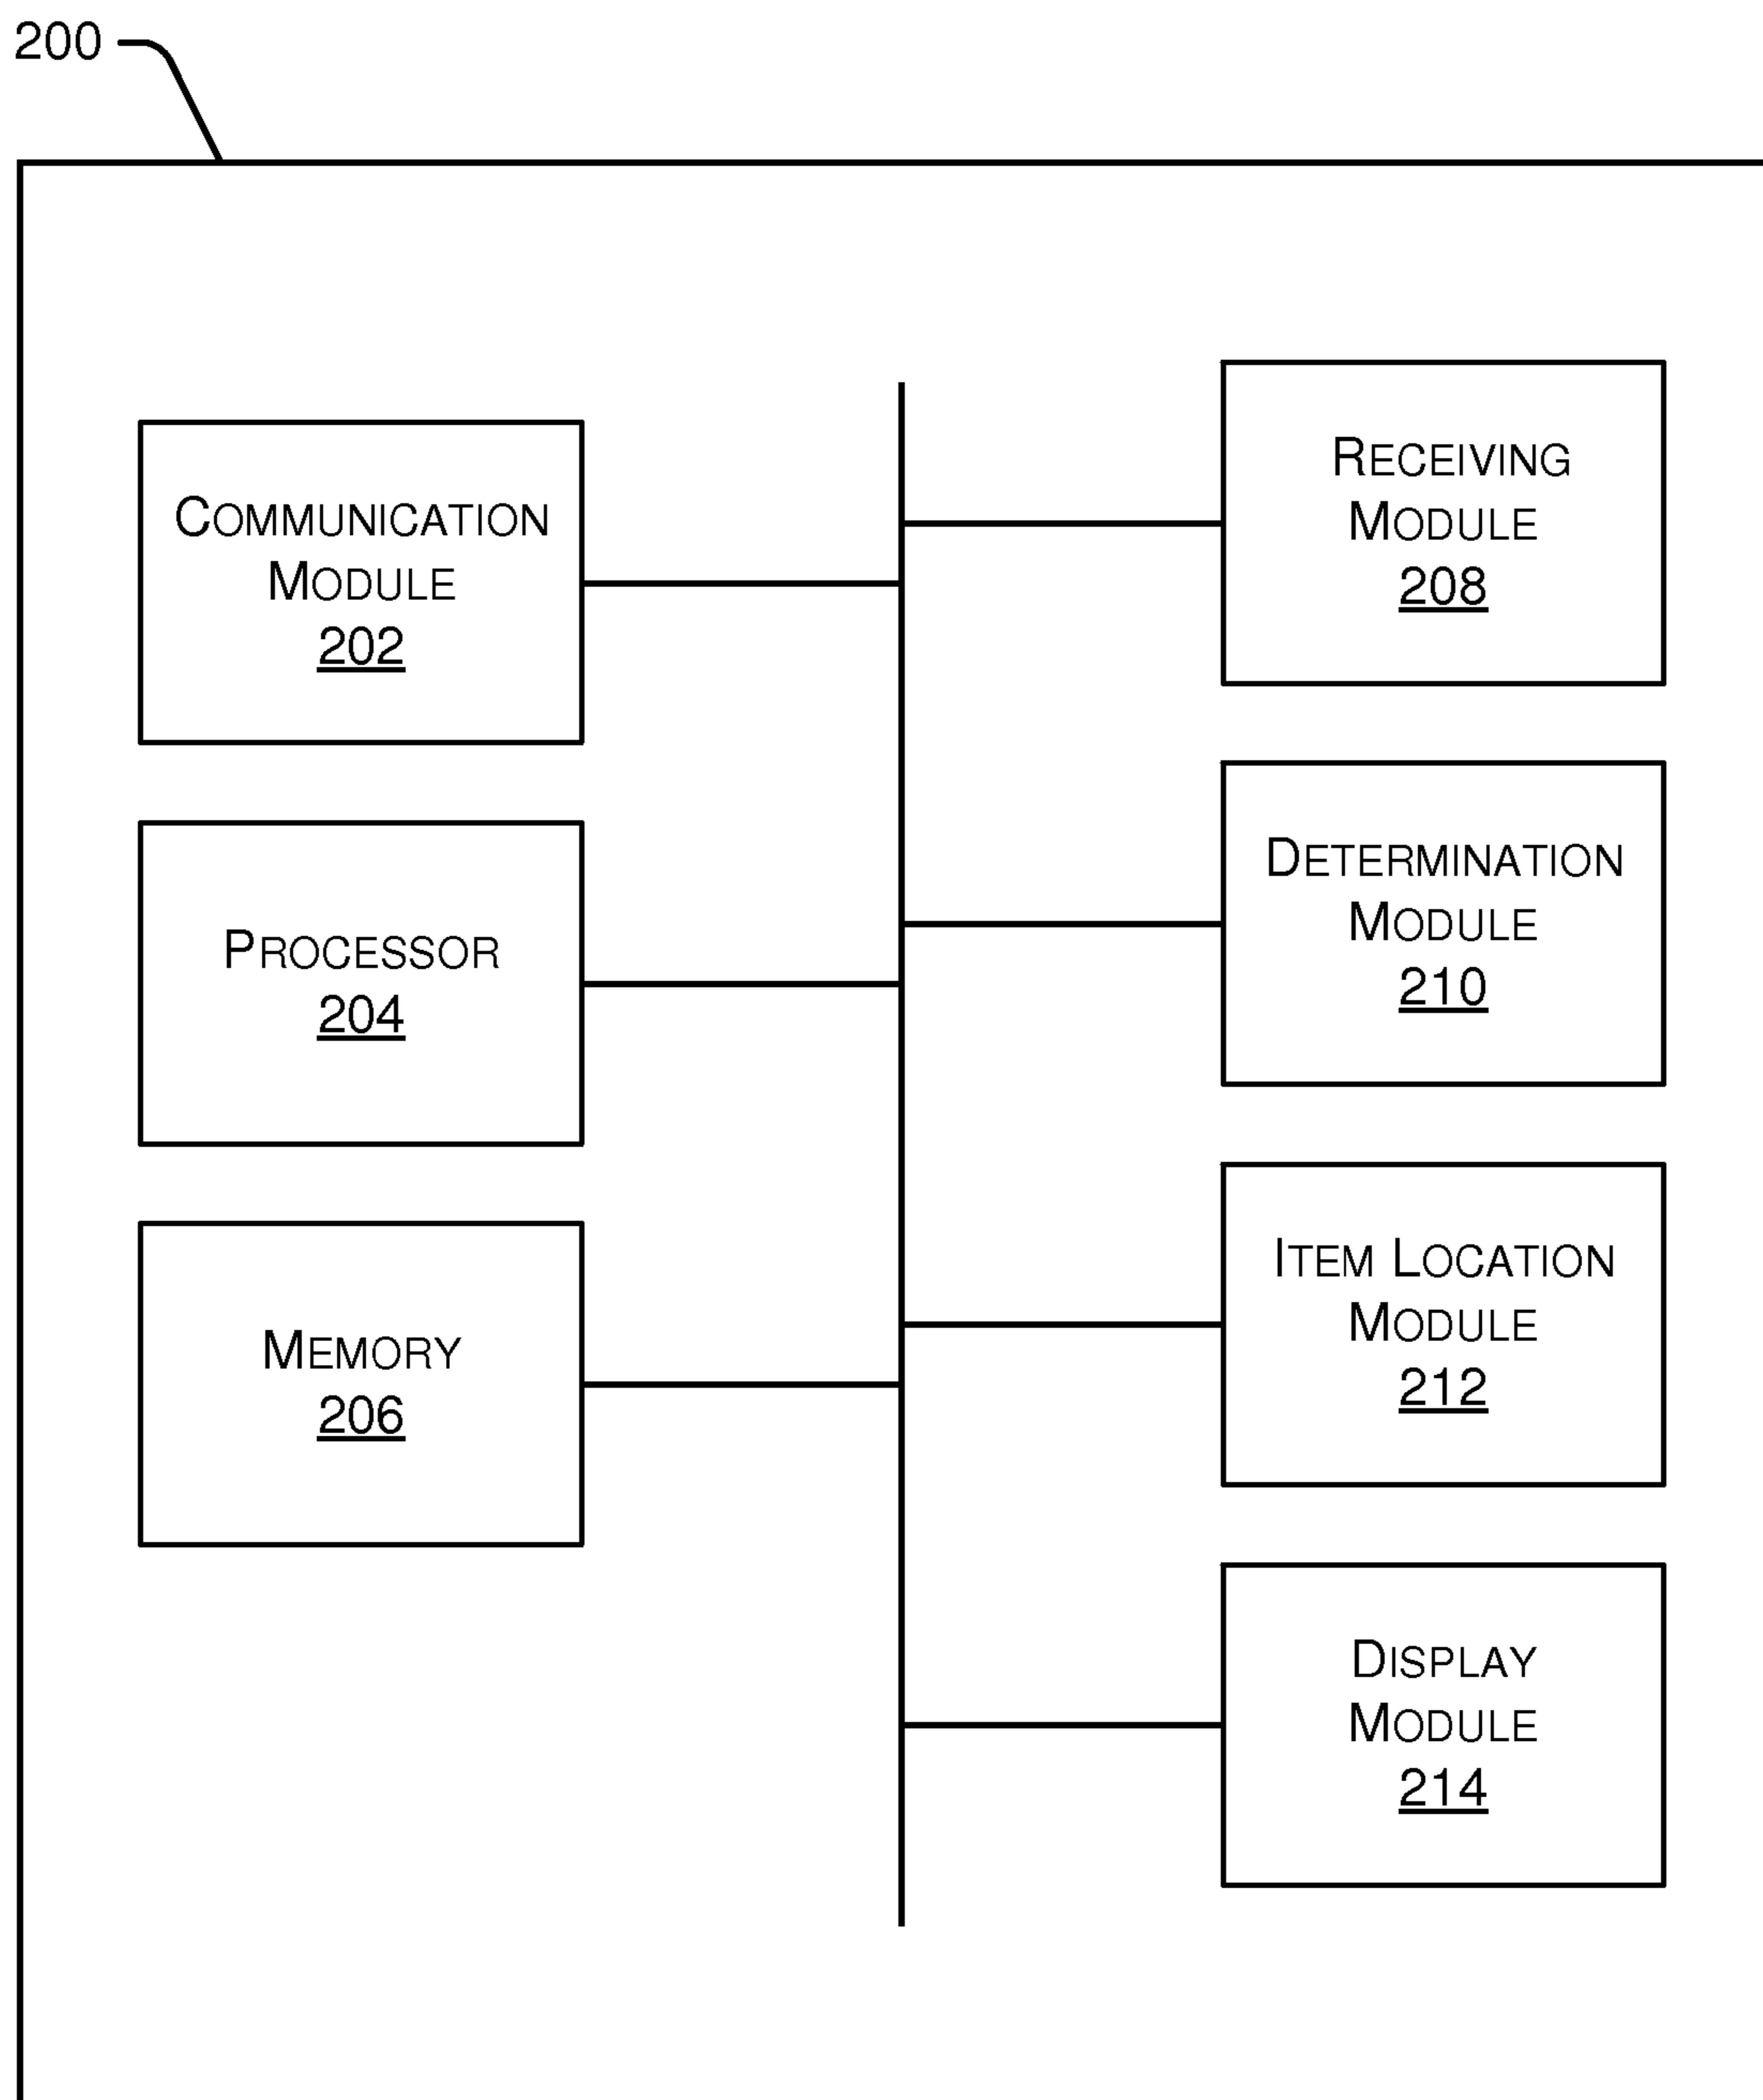 200
COMMUNICATION
MODULE
202
PROCESSOR
204
MEMORY
206
RECEIVING
MODULE
208
DETERMINATION
MODULE
210
ITEM LOCATION
MODULE
212
DISPLAY
MODULE
214